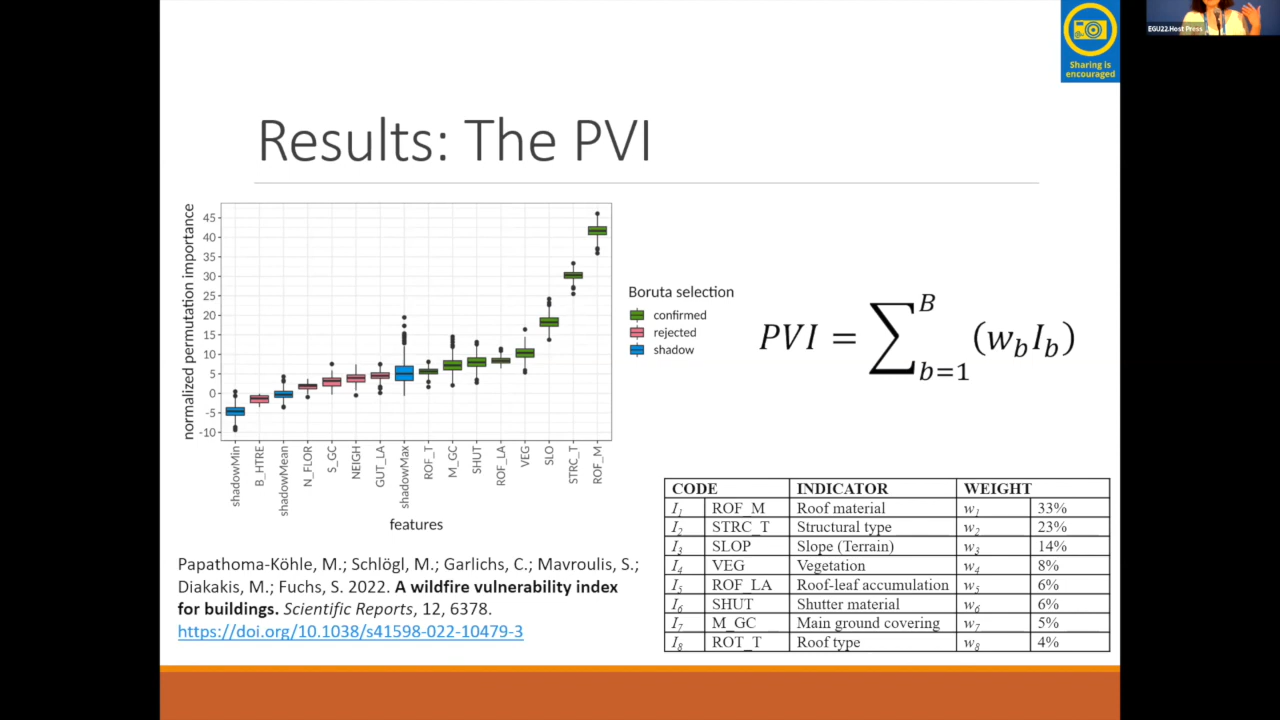 EGU22.Host Press
Sharing is
encouraged
Results: The PVI
normalized permutation importance
45
40
35
30
25
20
15
10
5
0
-5
-10
shadowMin
B_HTRE
shadowMean
N_FLOR
S_GC
NEIGH
GUT_LA
shadowMax
ROF_T
M_GC
SHUT
ROF_LA
VEG
SLO
STRC_T
ROF_M
features
Boruta selection
confirmed
rejected
shadow
PVI = ∑ᴮ_{b=1} (w_b I_b)
CODE INDICATOR WEIGHT
I₁ ROF_M Roof material w₁ 33%
I₂ STRC_T Structural type w₂ 23%
I₃ SLOP Slope (Terrain) w₃ 14%
I₄ VEG Vegetation w₄ 8%
I₅ ROF_LA Roof-leaf accumulation w₅ 6%
I₆ SHUT Shutter material w₆ 6%
I₇ M_GC Main ground covering w₇ 5%
I₈ ROT_T Roof type w₈ 4%
Papathoma-Köhle, M.; Schlögl, M.; Garlichs, C.; Mavroulis, S.;
Diakakis, M.; Fuchs, S. 2022. A wildfire vulnerability index
for buildings. Scientific Reports, 12, 6378.
https://doi.org/10.1038/s41598-022-10479-3